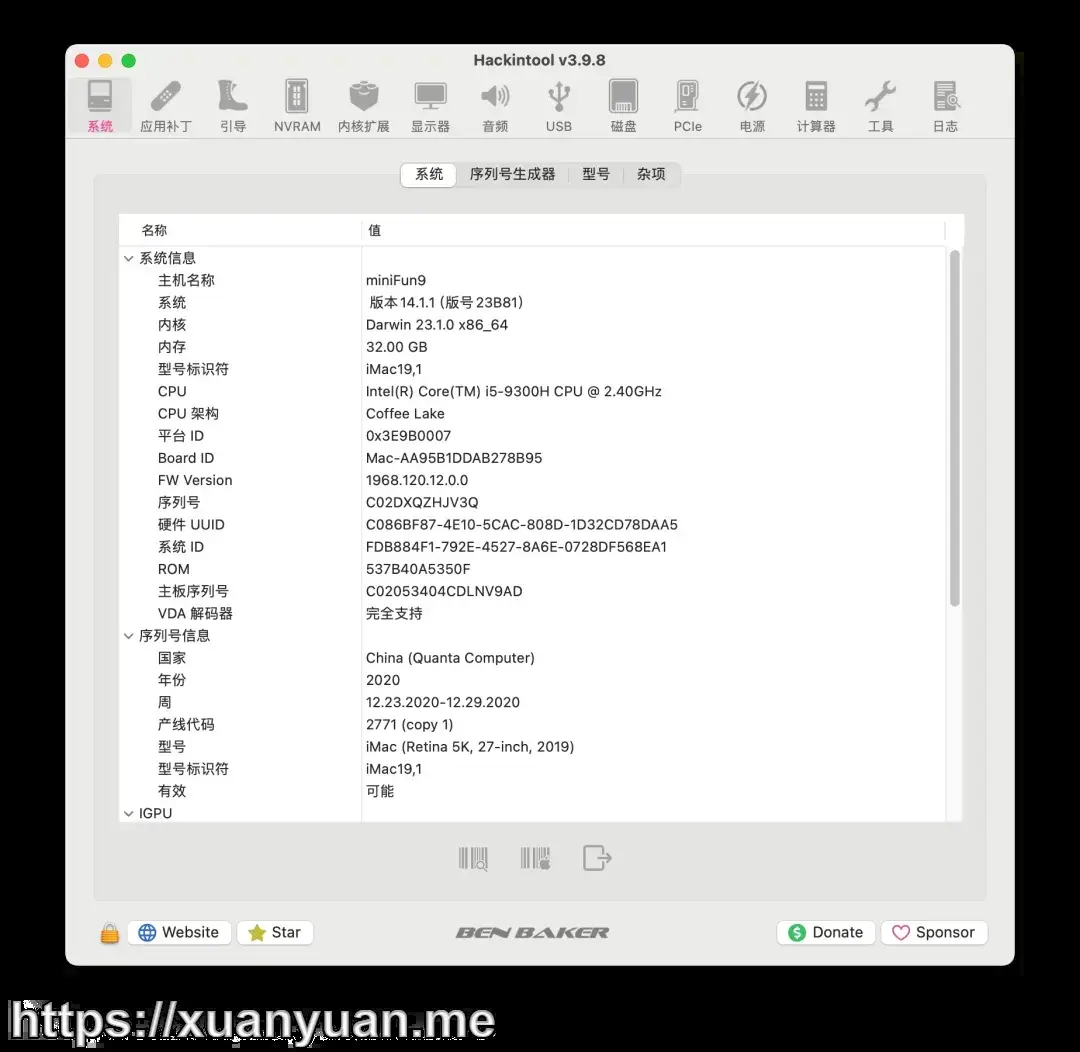 Hackintool v3.9.8
系统 应用补丁 引导 NVRAM 内核扩展 显示器 音频 USB 磁盘 PCIe 电源 计算器 工具 日志
系统 序列号生成器 型号 杂项
名称 值
系统信息
主机名称 miniFun9
系统 版本14.1.1 (版号23B81)
内核 Darwin 23.1.0 x86_64
内存 32.00 GB
型号标识符 iMac19,1
CPU Intel(R) Core(TM) i5-9300H CPU @ 2.40GHz
CPU 架构 Coffee Lake
平台 ID 0x3E9B0007
Board ID Mac-AA95B1DDAB278B95
FW Version 1968.120.12.0.0
序列号 C02DXQZHJV3Q
硬件 UUID C086BF87-4E10-5CAC-808D-1D32CD78DAA5
系统 ID FDB884F1-792E-4527-8A6E-0728DF568EA1
ROM 537B40A5350F
主板序列号 C02053404CDLNV9AD
VDA 解码器 完全支持
序列号信息
国家 China (Quanta Computer)
年份 2020
周 12.23.2020-12.29.2020
产线代码 2771 (copy 1)
型号 iMac (Retina 5K, 27-inch, 2019)
型号标识符 iMac19,1
有效 可能
IGPU
Website Star BEN BAKER Donate Sponsor
https://xuanyuan.me